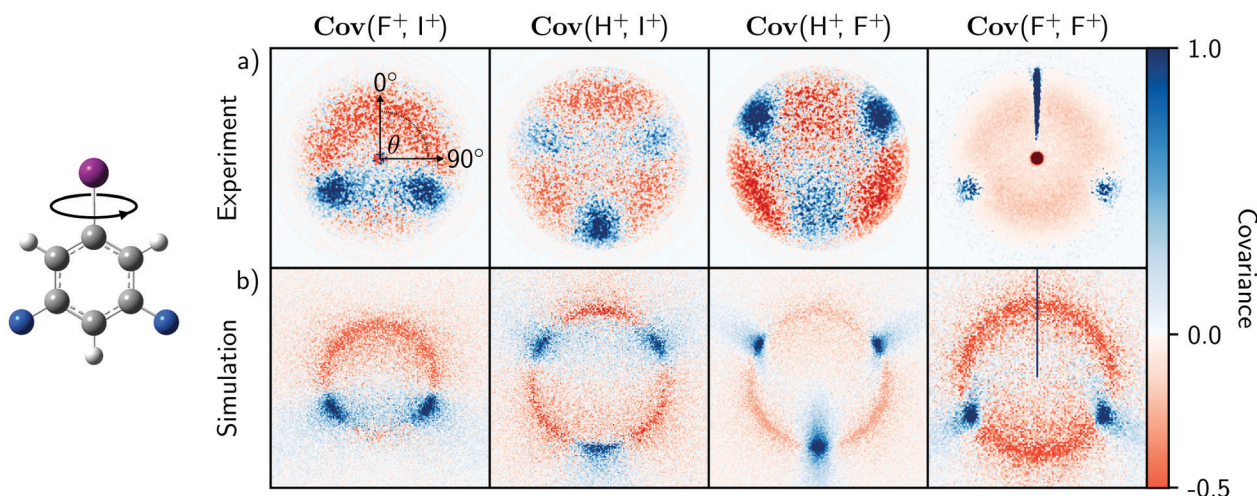 Cov(F⁺, I⁺) Cov(H⁺, I⁺) Cov(H⁺, F⁺) Cov(F⁺, F⁺)
a) 0° 1.0
θ 90°
Experiment
Covariance
b) 0.0
Simulation
-0.5